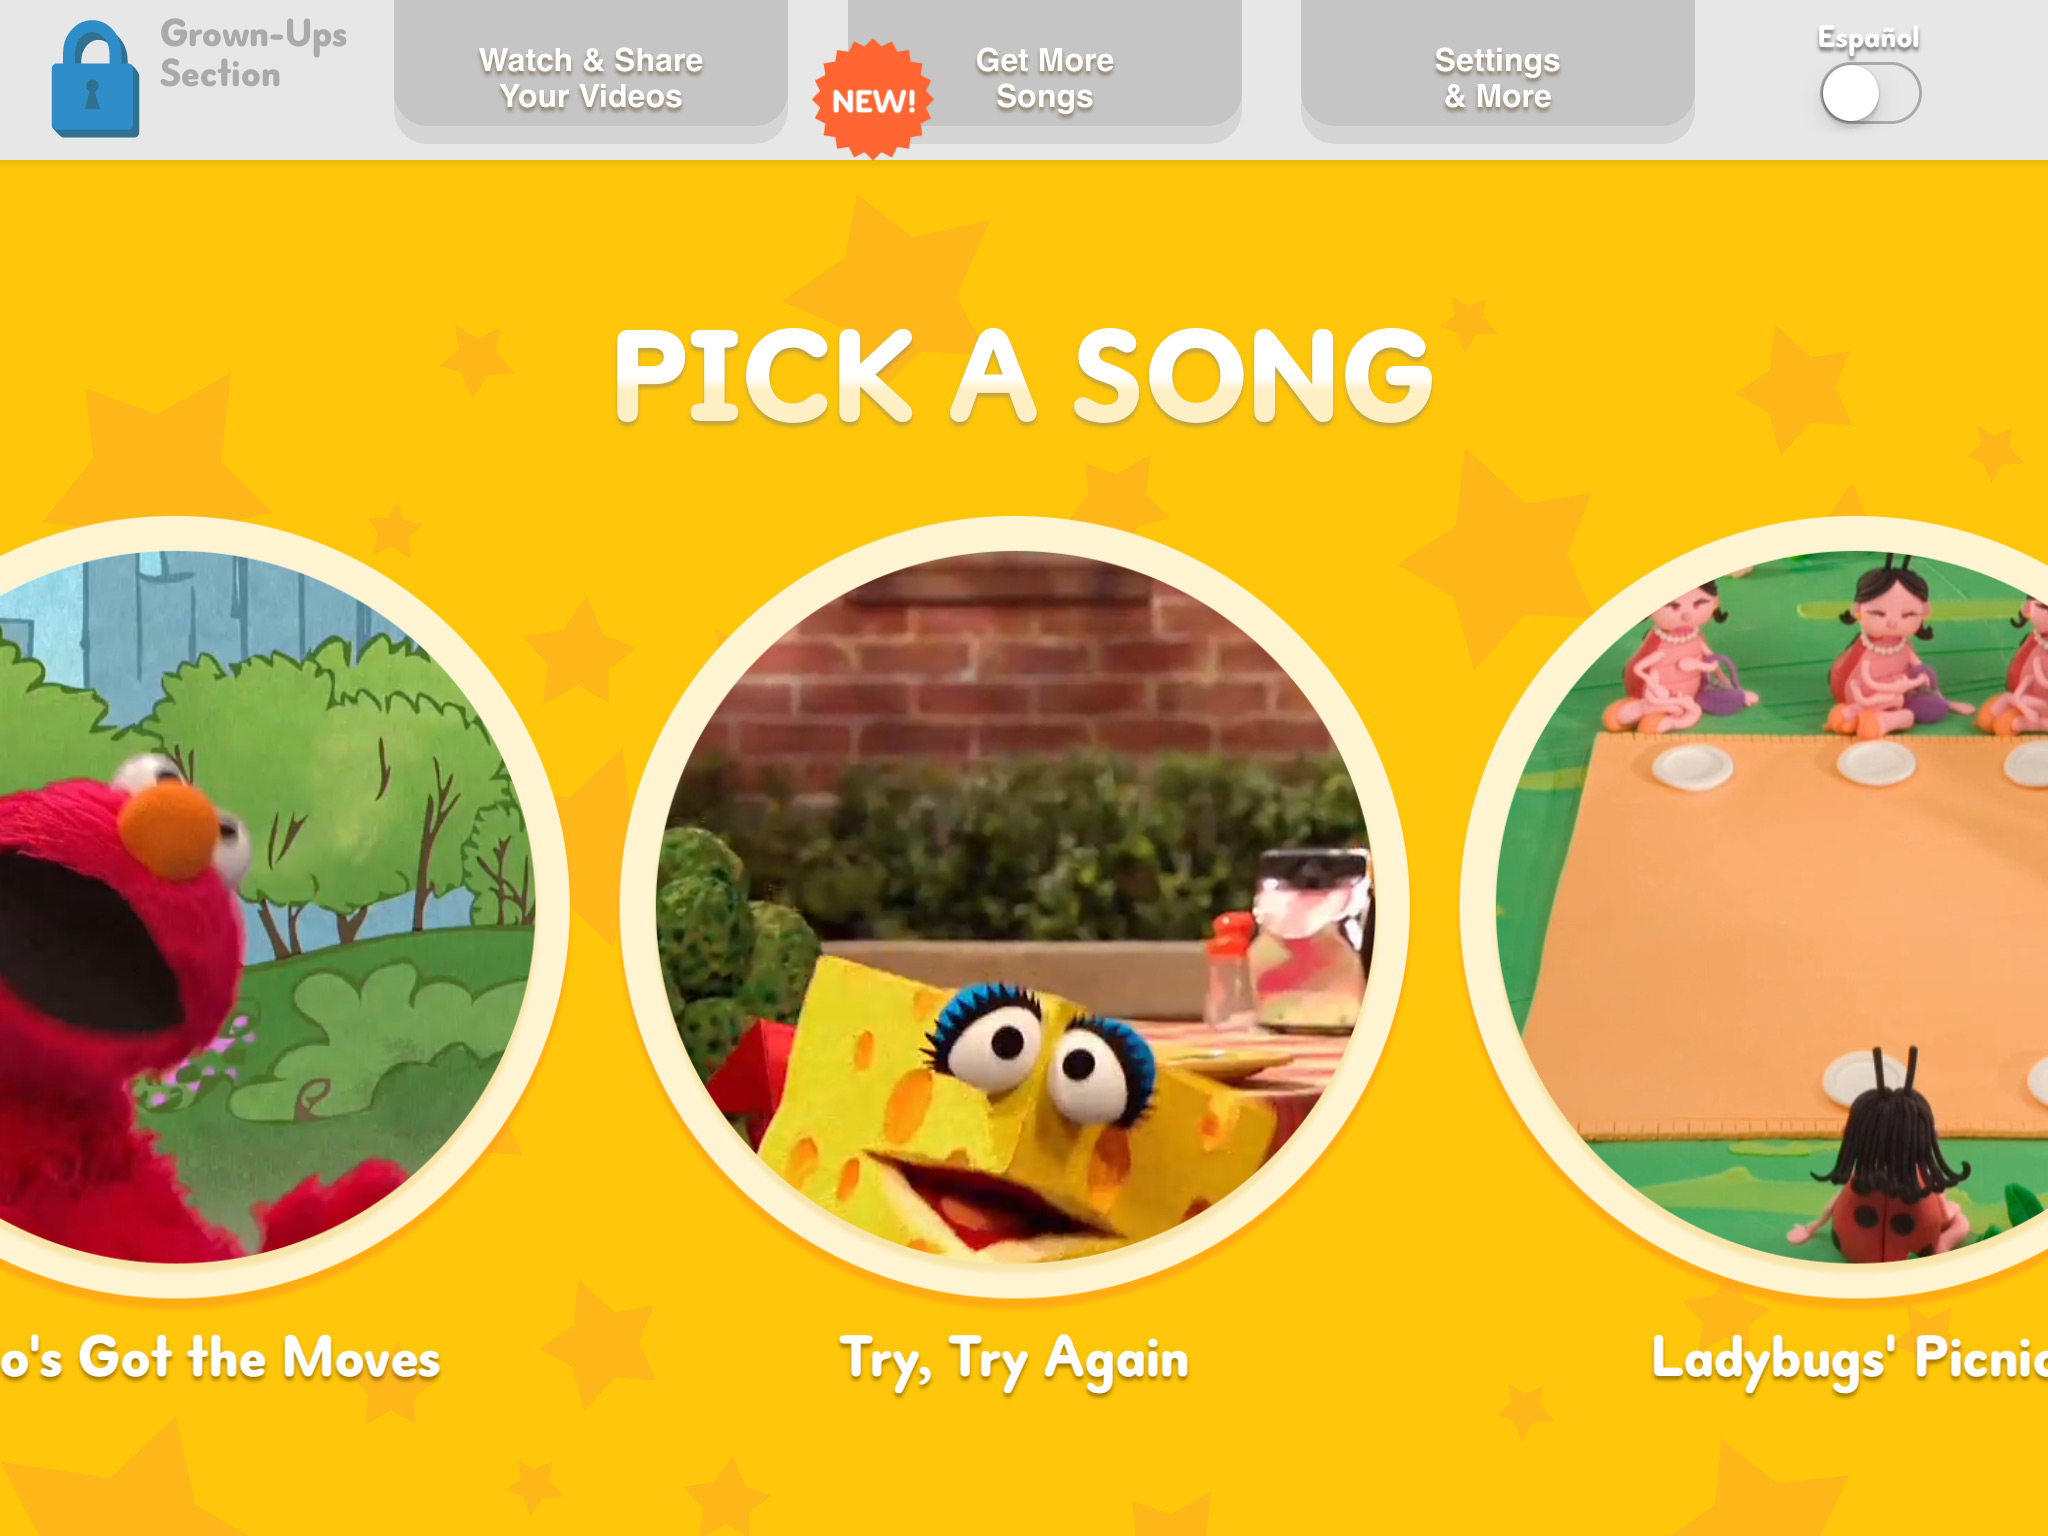 Grown-Ups
Section
Watch & Share
Your Videos
NEW!
Get More
Songs
Settings
& More
Español
PICK A SONG
o's Got the Moves
Try, Try Again
Ladybugs' Picnic